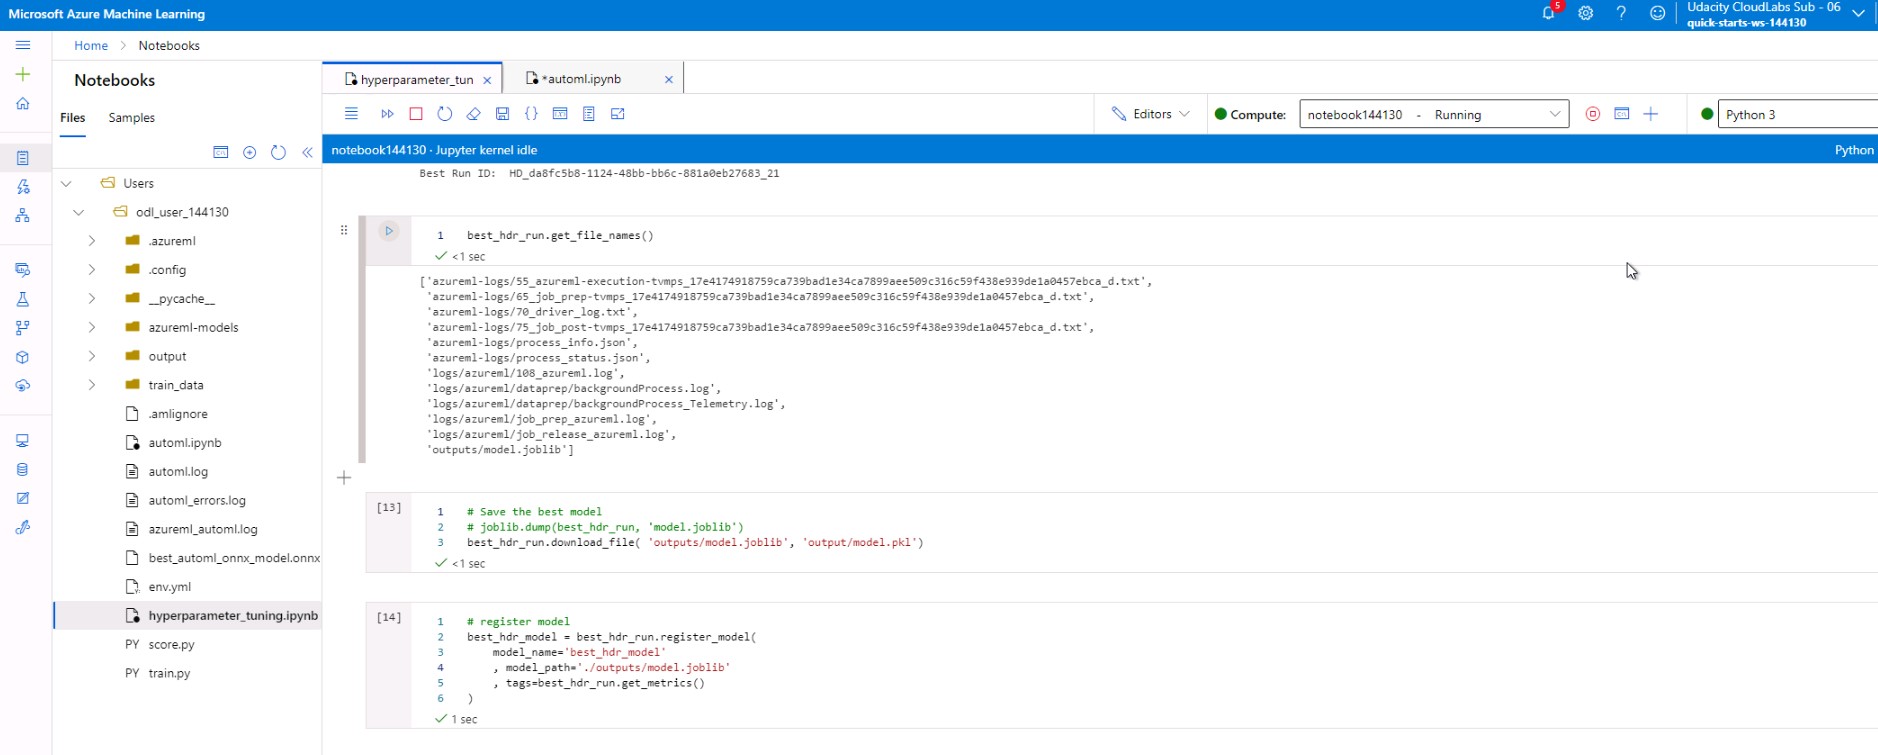 Microsoft Azure Machine Learning
5
Udacity CloudLabs Sub - 06
quick-starts-ws-144130
Home > Notebooks
Notebooks
Files Samples
Users
odl_user_144130
.azureml
.config
__pycache__
azureml-models
output
train_data
.amlignore
automl.ipynb
automl.log
automl_errors.log
azureml_automl.log
best_automl_onnx_model.onnx
env.yml
hyperparameter_tuning.ipynb
PY score.py
PY train.py
hyperparameter_tun ×
*automl.ipynb ×
Editors
Compute: notebook144130 - Running
Python 3
notebook144130 · Jupyter kernel idle
Python
Best Run ID: HD_da8fc5b8-1124-48bb-bb6c-881a0eb27683_21
1 best_hdr_run.get_file_names()
<1 sec
['azureml-logs/55_azureml-execution-tvmps_17e4174918759ca739bad1e34ca7899aee509c316c59f438e939de1a0457ebca_d.txt',
'azureml-logs/65_job_prep-tvmps_17e4174918759ca739bad1e34ca7899aee509c316c59f438e939de1a0457ebca_d.txt',
'azureml-logs/70_driver_log.txt',
'azureml-logs/75_job_post-tvmps_17e4174918759ca739bad1e34ca7899aee509c316c59f438e939de1a0457ebca_d.txt',
'azureml-logs/process_info.json',
'azureml-logs/process_status.json',
'logs/azureml/108_azureml.log',
'logs/azureml/dataprep/backgroundProcess.log',
'logs/azureml/dataprep/backgroundProcess_Telemetry.log',
'logs/azureml/job_prep_azureml.log',
'logs/azureml/job_release_azureml.log',
'outputs/model.joblib']
[13]
1 # Save the best model
2 # joblib.dump(best_hdr_run, 'model.joblib')
3 best_hdr_run.download_file( 'outputs/model.joblib', 'output/model.pkl')
<1 sec
[14]
1 # register model
2 best_hdr_model = best_hdr_run.register_model(
3 model_name='best_hdr_model'
4 , model_path='./outputs/model.joblib'
5 , tags=best_hdr_run.get_metrics()
6 )
1 sec